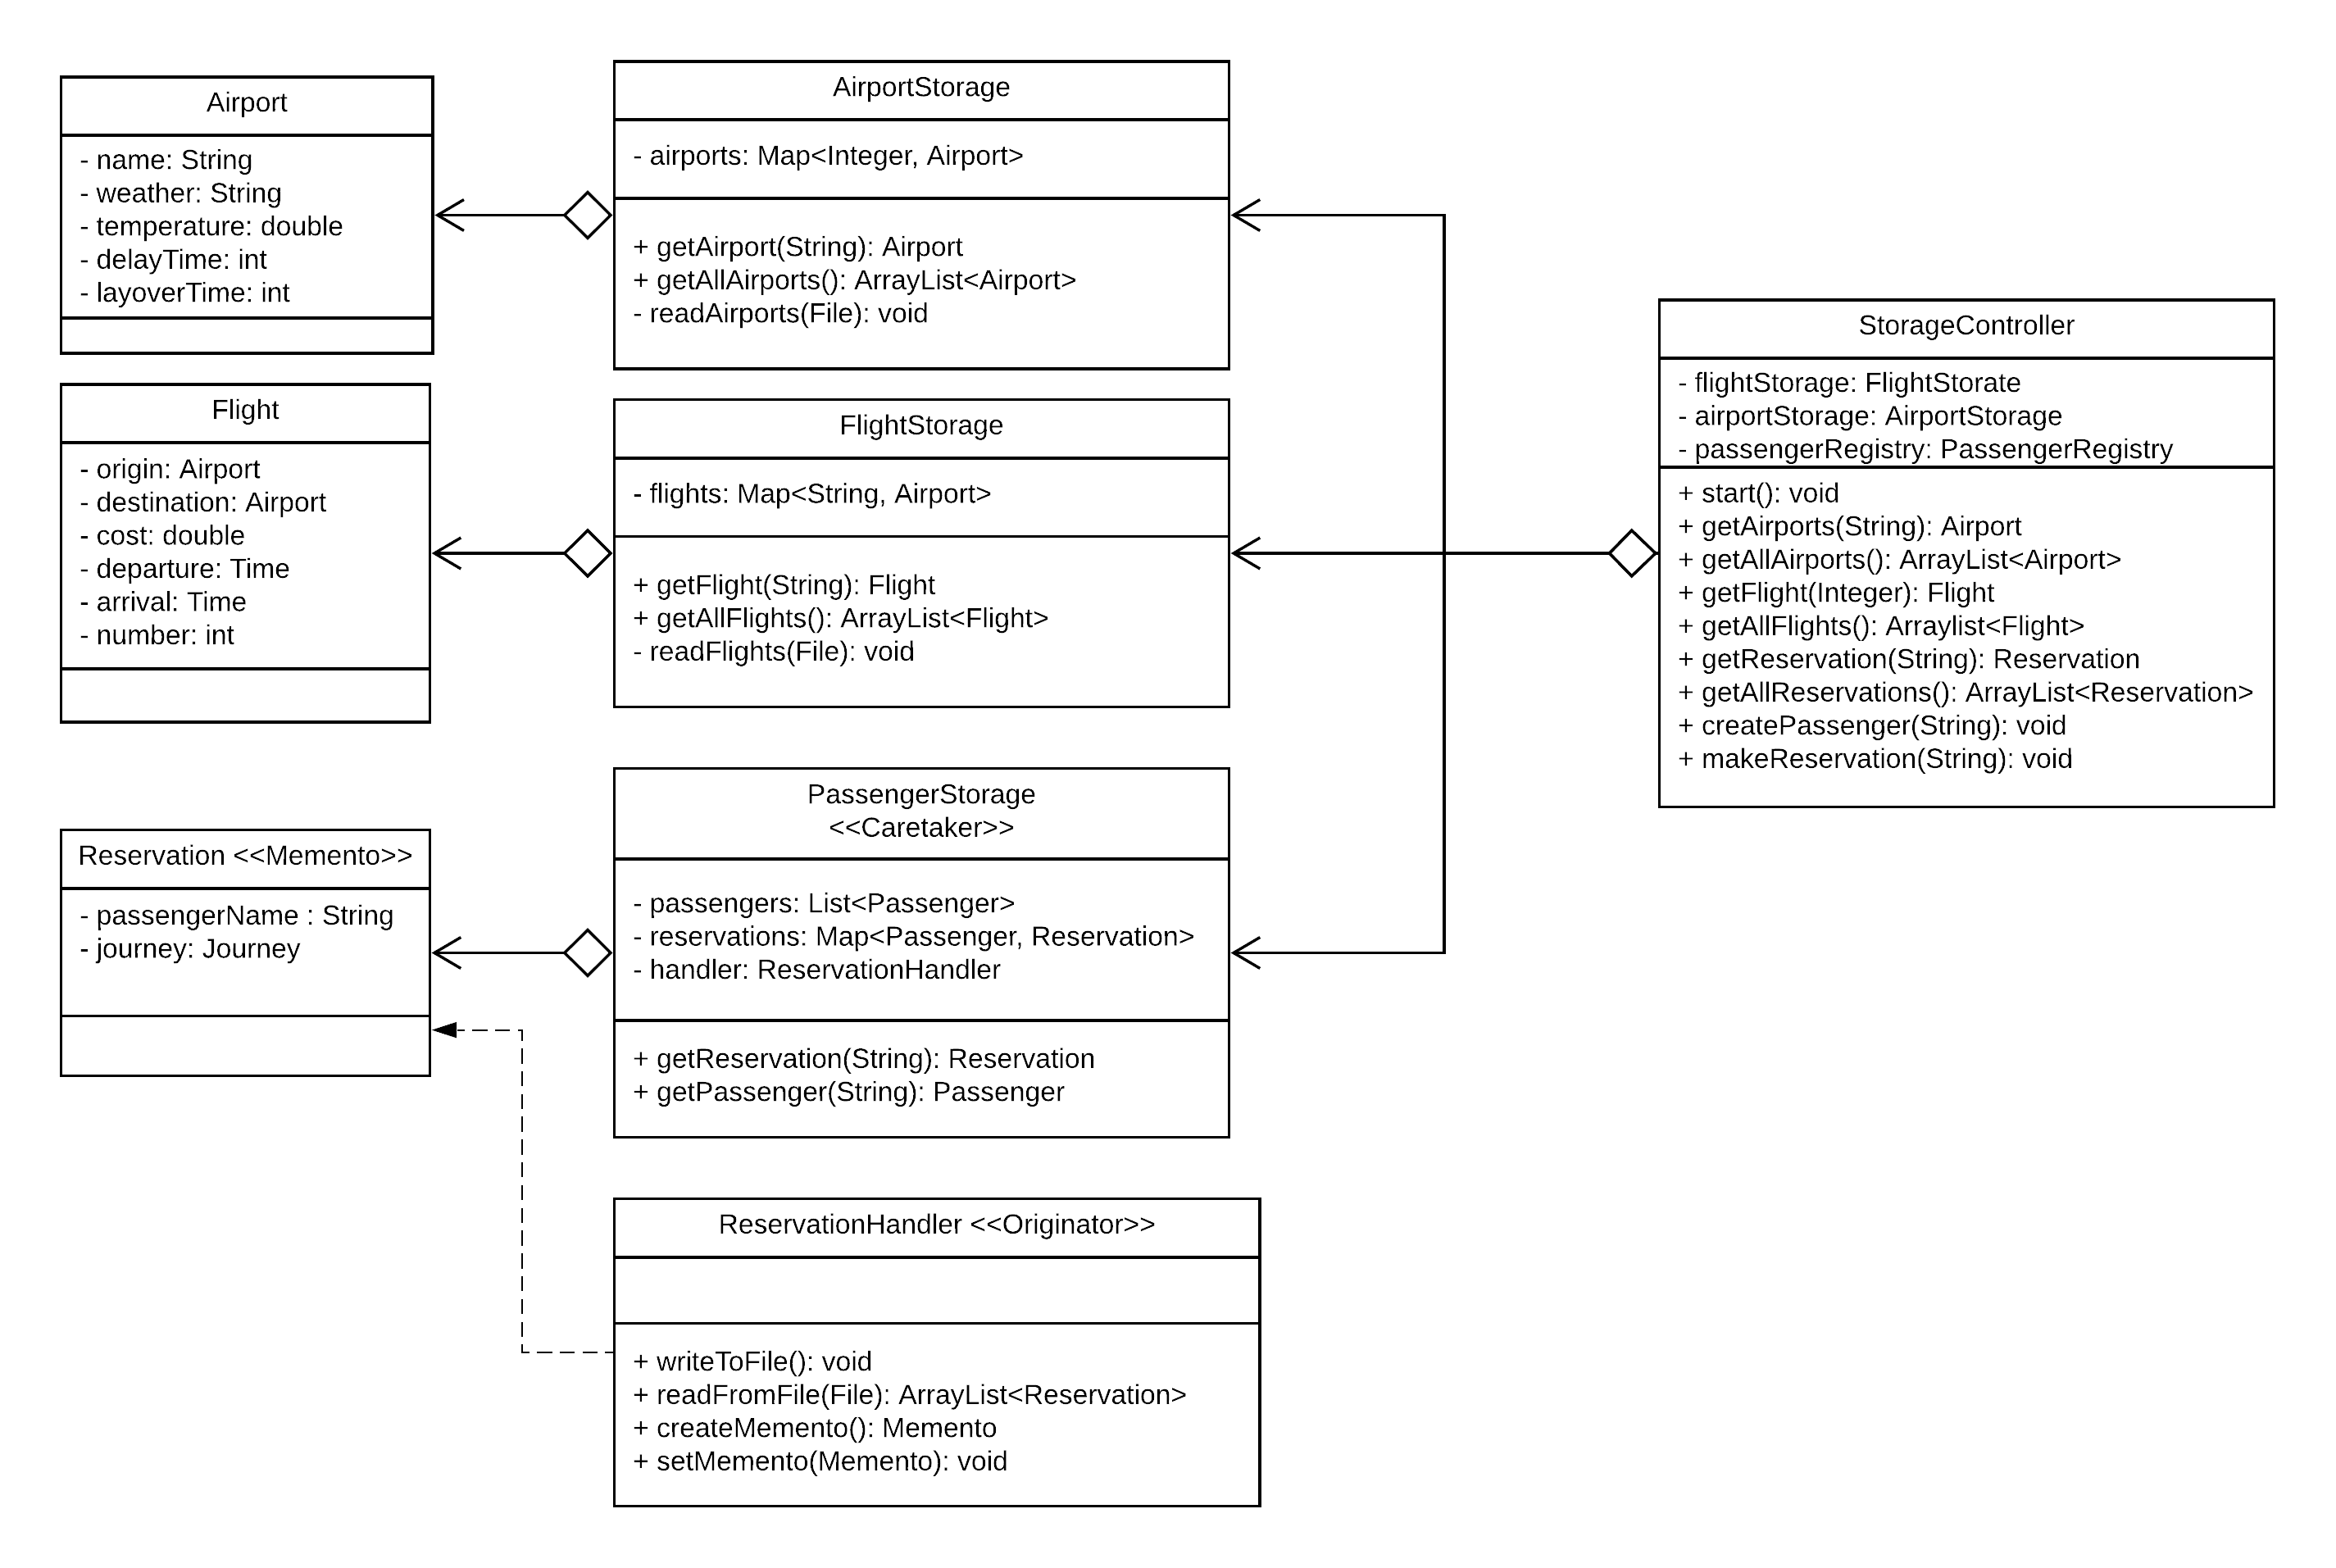 Airport
- name: String
- weather: String
- temperature: double
- delayTime: int
- layoverTime: int
AirportStorage
- airports: Map<Integer, Airport>
+ getAirport(String): Airport
+ getAllAirports(): ArrayList<Airport>
- readAirports(File): void
Flight
- origin: Airport
- destination: Airport
- cost: double
- departure: Time
- arrival: Time
- number: int
FlightStorage
- flights: Map<String, Airport>
+ getFlight(String): Flight
+ getAllFlights(): ArrayList<Flight>
- readFlights(File): void
StorageController
- flightStorage: FlightStorate
- airportStorage: AirportStorage
- passengerRegistry: PassengerRegistry
+ start(): void
+ getAirports(String): Airport
+ getAllAirports(): ArrayList<Airport>
+ getFlight(Integer): Flight
+ getAllFlights(): Arraylist<Flight>
+ getReservation(String): Reservation
+ getAllReservations(): ArrayList<Reservation>
+ createPassenger(String): void
+ makeReservation(String): void
Reservation <<Memento>>
- passengerName : String
- journey: Journey
PassengerStorage
<<Caretaker>>
- passengers: List<Passenger>
- reservations: Map<Passenger, Reservation>
- handler: ReservationHandler
+ getReservation(String): Reservation
+ getPassenger(String): Passenger
ReservationHandler <<Originator>>
+ writeToFile(): void
+ readFromFile(File): ArrayList<Reservation>
+ createMemento(): Memento
+ setMemento(Memento): void